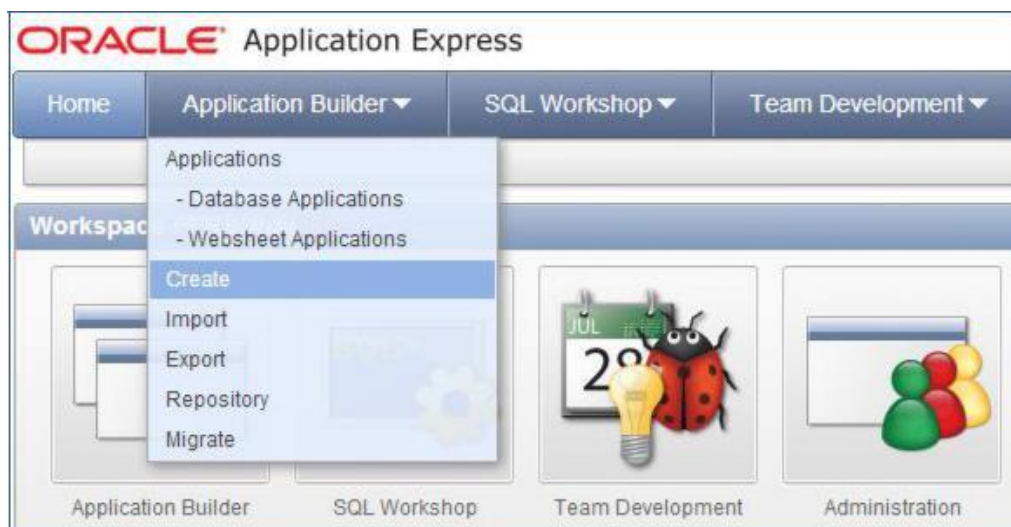 ORACLE Application Express
Home Application Builder SQL Workshop Team Development
Applications
- Database Applications
- Websheet Applications
Workspac
Create
Import
Export
Repository
Migrate
JUL
28
Application Builder SQL Workshop Team Development Administration